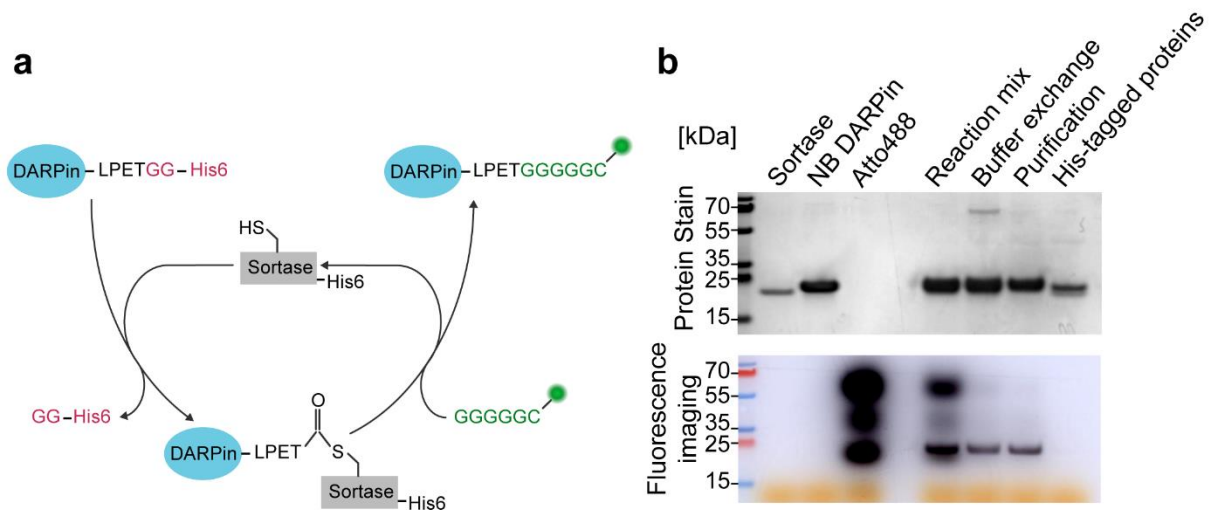 a
DARPin-LPETGG-His6
DARPin-LPETGGGGGC
HS
Sortase
-His6
GG-His6
O
DARPin-LPET
S
GGGGGC
Sortase
-His6
b
[kDa]
Sortase
NB DARPin
Atto488
Reaction mix
Buffer exchange
Purification
His-tagged proteins
Protein Stain
70
55
35
25
15
Fluorescence
imaging
70
55
35
25
15